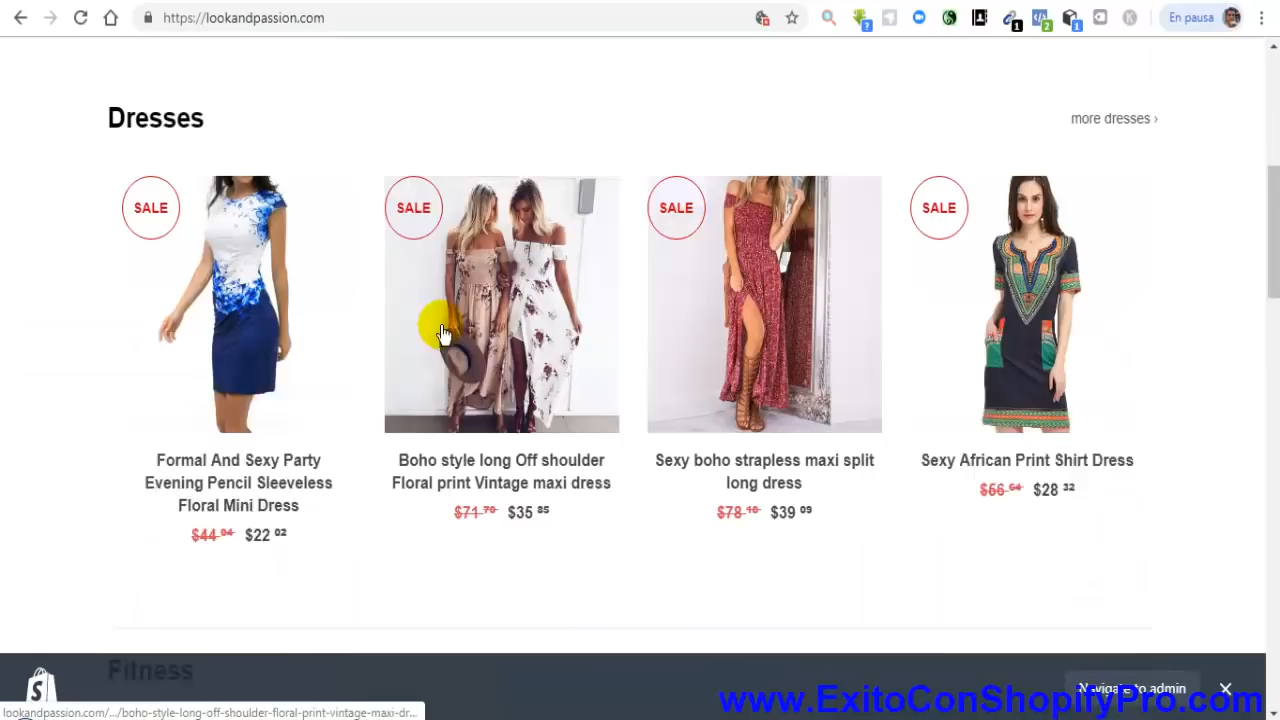 https://lookandpassion.com
En pausa
Dresses
more dresses ›
SALE
SALE
SALE
SALE
Formal And Sexy Party
Evening Pencil Sleeveless
Floral Mini Dress
$44 04 $22 02
Boho style long Off shoulder
Floral print Vintage maxi dress
$71 70 $35 85
Sexy boho strapless maxi split
long dress
$78 18 $39 09
Sexy African Print Shirt Dress
$56 64 $28 32
Fitness
Navigate to admin
www.ExitoConShopifyPro.com
lookandpassion.com/.../boho-style-long-off-shoulder-floral-print-vintage-maxi-dr...